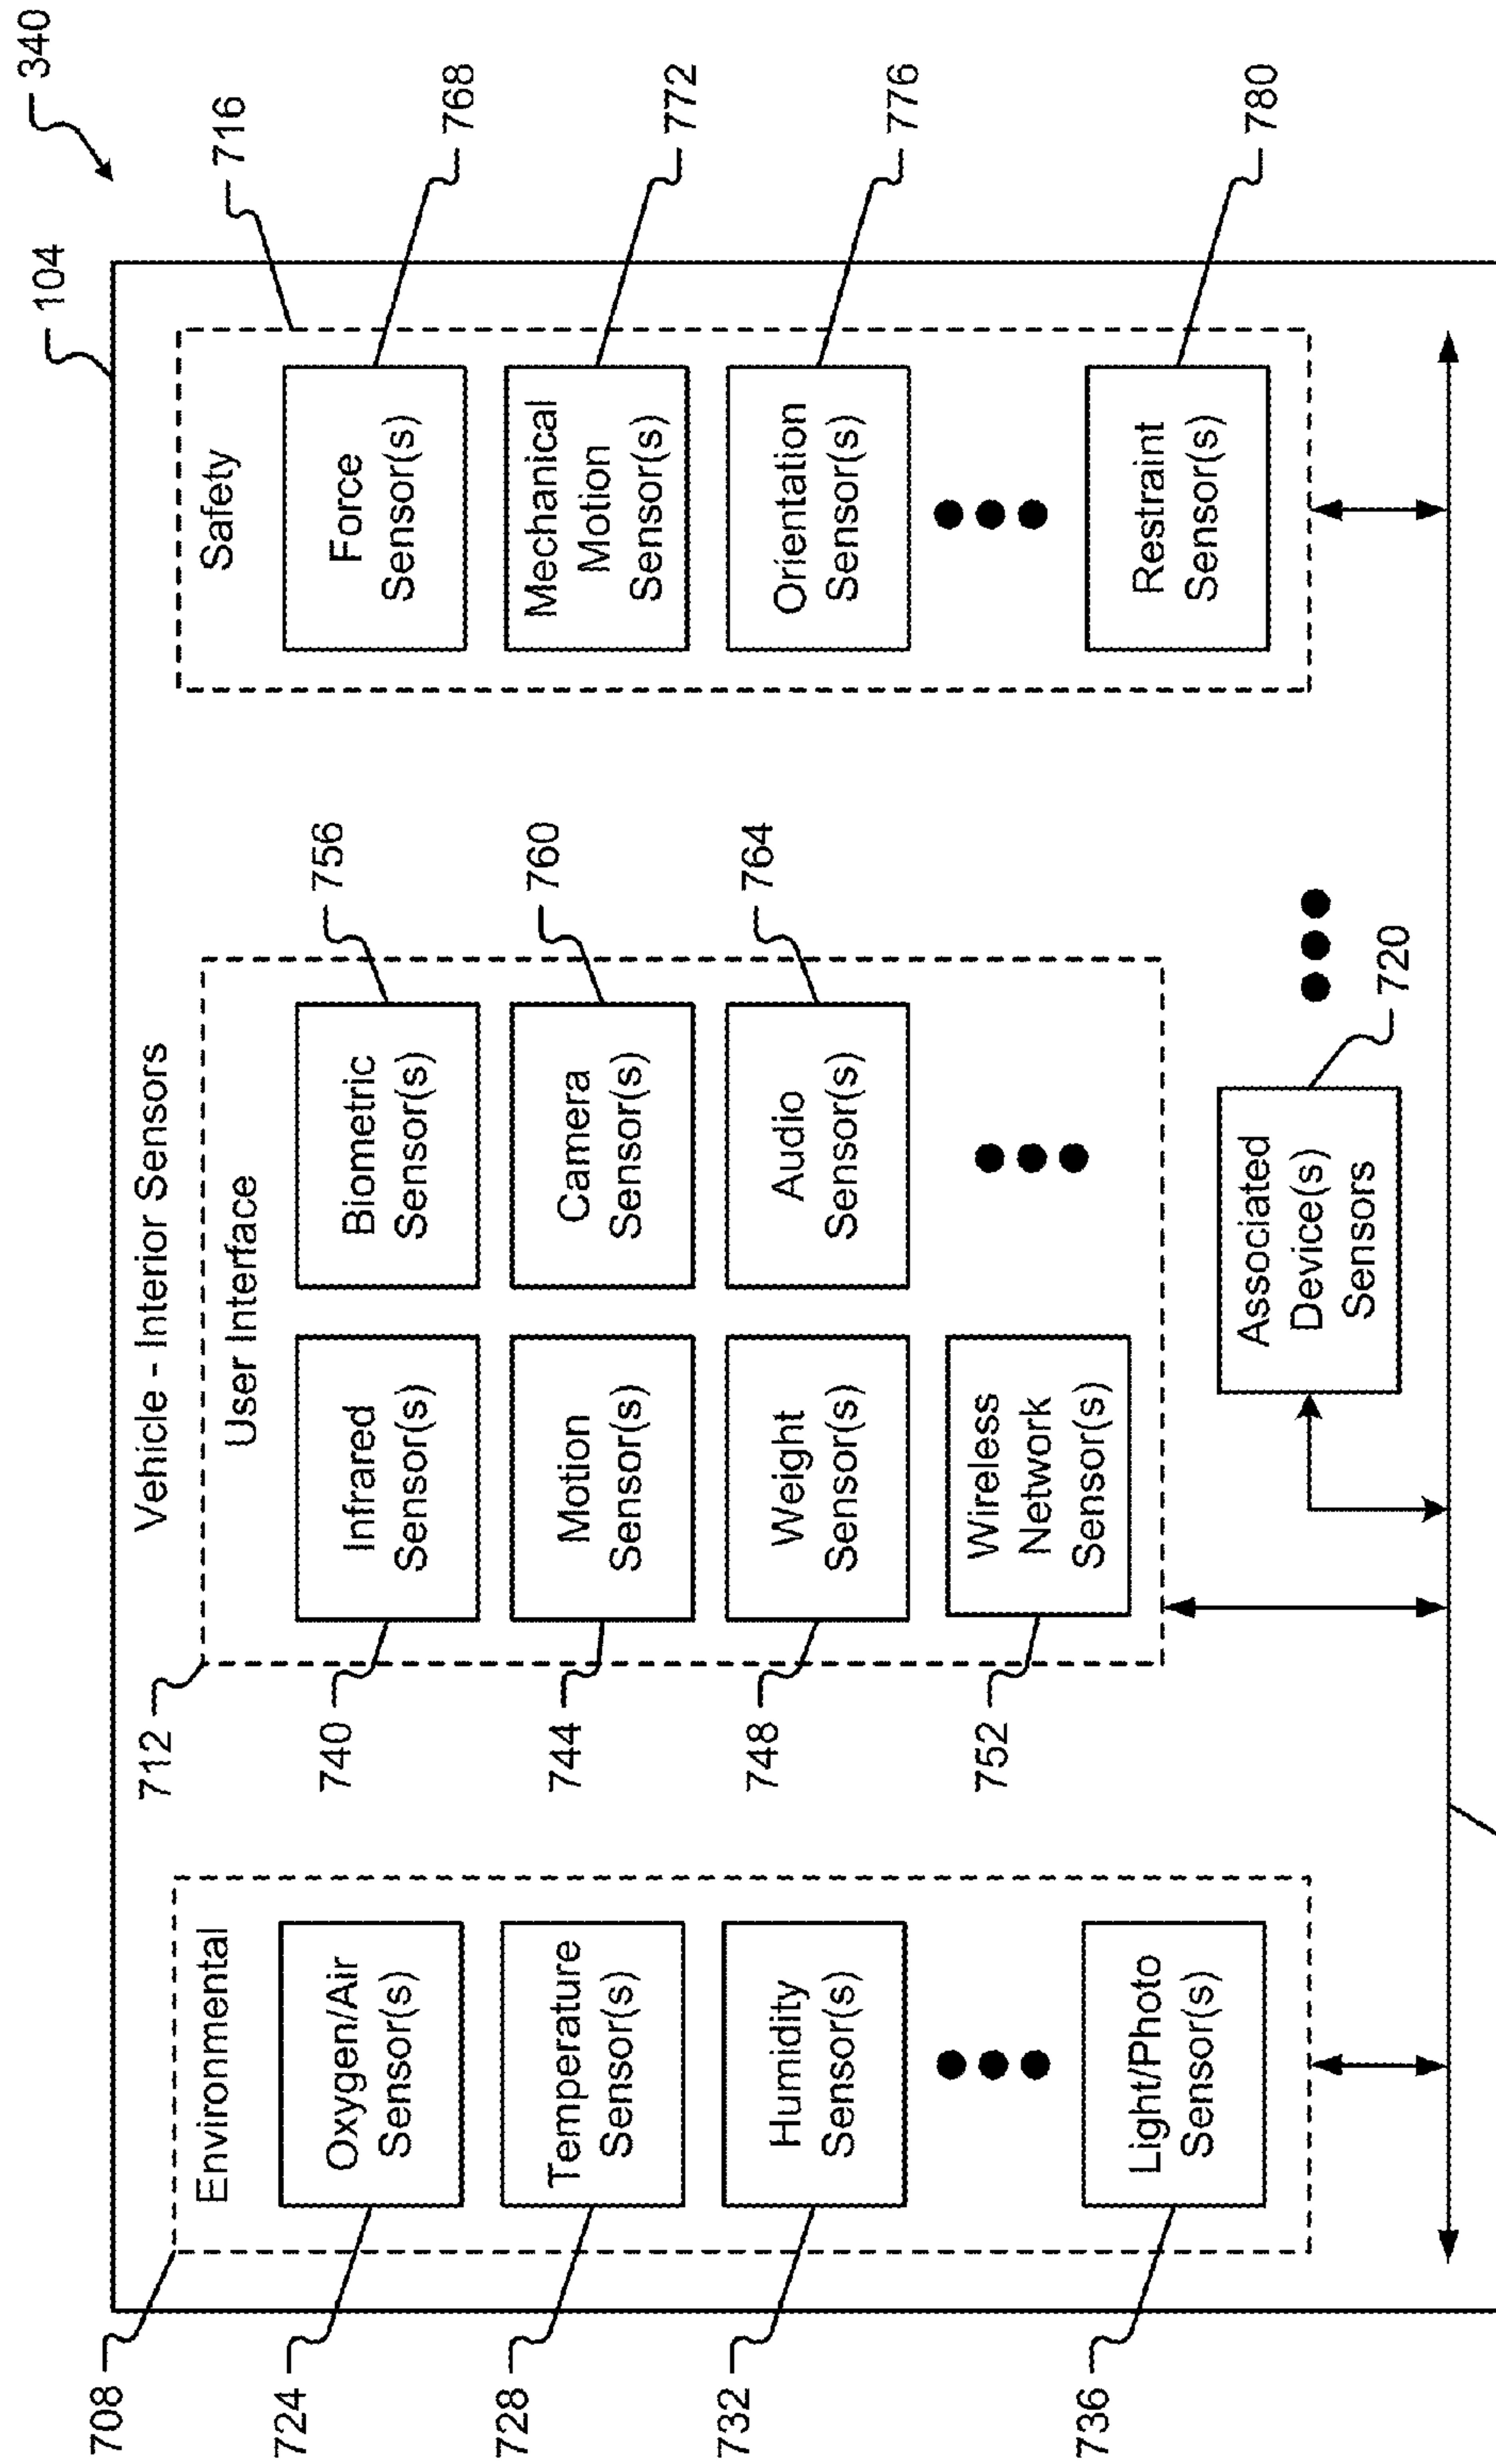 340
104
716
Vehicle - Interior Sensors
708
Environmental
724
Oxygen/Air
Sensor(s)
728
Temperature
Sensor(s)
732
Humidity
Sensor(s)
736
Light/Photo
Sensor(s)
712
User Interface
740
Infrared
Sensor(s)
756
Biometric
Sensor(s)
744
Motion
Sensor(s)
760
Camera
Sensor(s)
748
Weight
Sensor(s)
764
Audio
Sensor(s)
752
Wireless
Network
Sensor(s)
Associated
Device(s)
Sensors
720
Safety
Force
Sensor(s)
768
Mechanical
Motion
Sensor(s)
772
Orientation
Sensor(s)
776
Restraint
Sensor(s)
780